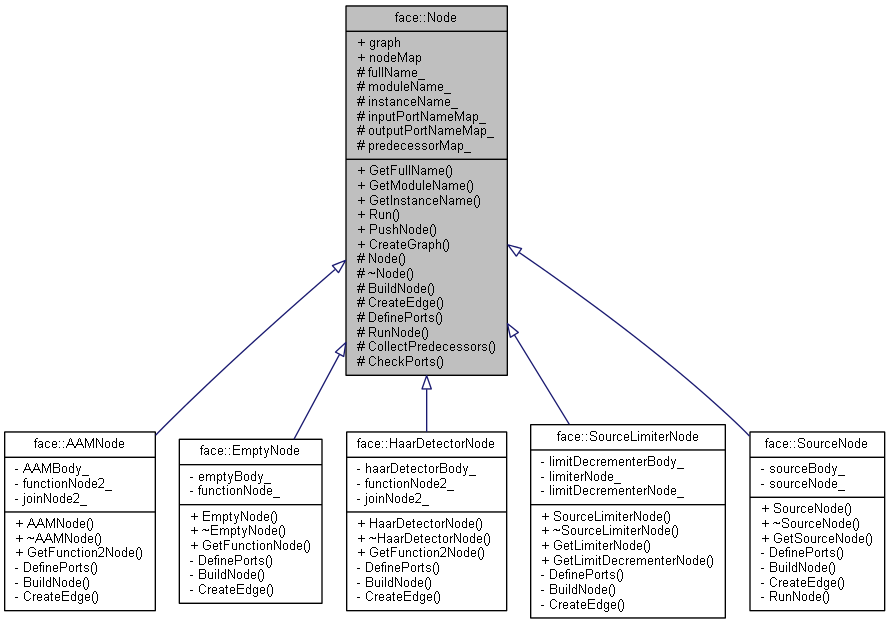 face::Node
+ graph
+ nodeMap
# fullName_
# moduleName_
# instanceName_
# inputPortNameMap_
# outputPortNameMap_
# predecessorMap_
+ GetFullName()
+ GetModuleName()
+ GetInstanceName()
+ Run()
+ PushNode()
+ CreateGraph()
# Node()
# ~Node()
# BuildNode()
# CreateEdge()
# DefinePorts()
# RunNode()
# CollectPredecessors()
# CheckPorts()
face::AAMNode
- AAMBody_
- functionNode2_
- joinNode2_
+ AAMNode()
+ ~AAMNode()
+ GetFunction2Node()
- DefinePorts()
- BuildNode()
- CreateEdge()
face::EmptyNode
- emptyBody_
- functionNode_
+ EmptyNode()
+ ~EmptyNode()
+ GetFunctionNode()
- DefinePorts()
- BuildNode()
- CreateEdge()
face::HaarDetectorNode
- haarDetectorBody_
- functionNode2_
- joinNode2_
+ HaarDetectorNode()
+ ~HaarDetectorNode()
+ GetFunction2Node()
- DefinePorts()
- BuildNode()
- CreateEdge()
face::SourceLimiterNode
- limitDecrementerBody_
- limiterNode_
- limitDecrementerNode_
+ SourceLimiterNode()
+ ~SourceLimiterNode()
+ GetLimiterNode()
+ GetLimitDecrementerNode()
- DefinePorts()
- BuildNode()
- CreateEdge()
face::SourceNode
- sourceBody_
- sourceNode_
+ SourceNode()
+ ~SourceNode()
+ GetSourceNode()
- DefinePorts()
- BuildNode()
- CreateEdge()
- RunNode()